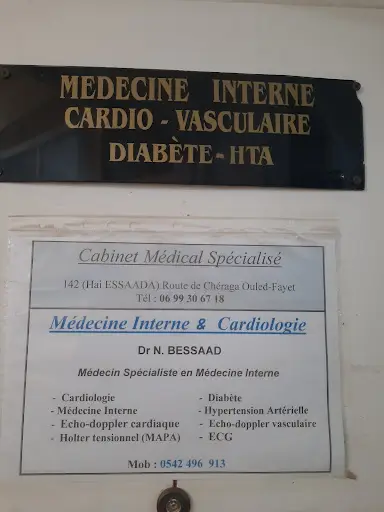 MEDECINE INTERNE
CARDIO - VASCULAIRE
DIABÈTE - HTA
Cabinet Médical Spécialisé
142 (Hai ESSAADA) Route de Chéraga Ouled-Fayet
Tél : 06 99 30 67 18
Médecine Interne & Cardiologie
Dr N. BESSAAD
Médecin Spécialiste en Médecine Interne
- Cardiologie - Diabète
- Médecine Interne - Hypertension Artérielle
- Echo-doppler cardiaque - Echo-doppler vasculaire
- Holter tensionnel (MAPA) - ECG
Mob : 0542 496 913